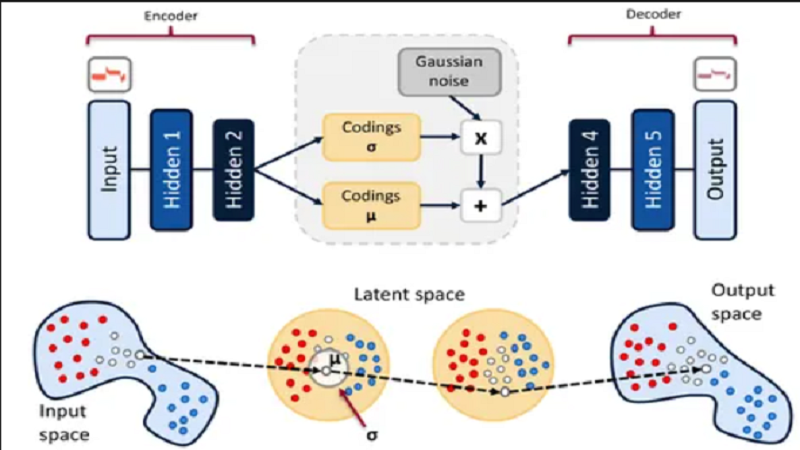 Encoder
Decoder
Gaussian
noise
Input
Hidden 1
Hidden 2
Codings
σ
x
Codings
μ
+
Hidden 4
Hidden 5
Output
Latent space
Output
space
μ
Input
space
σ